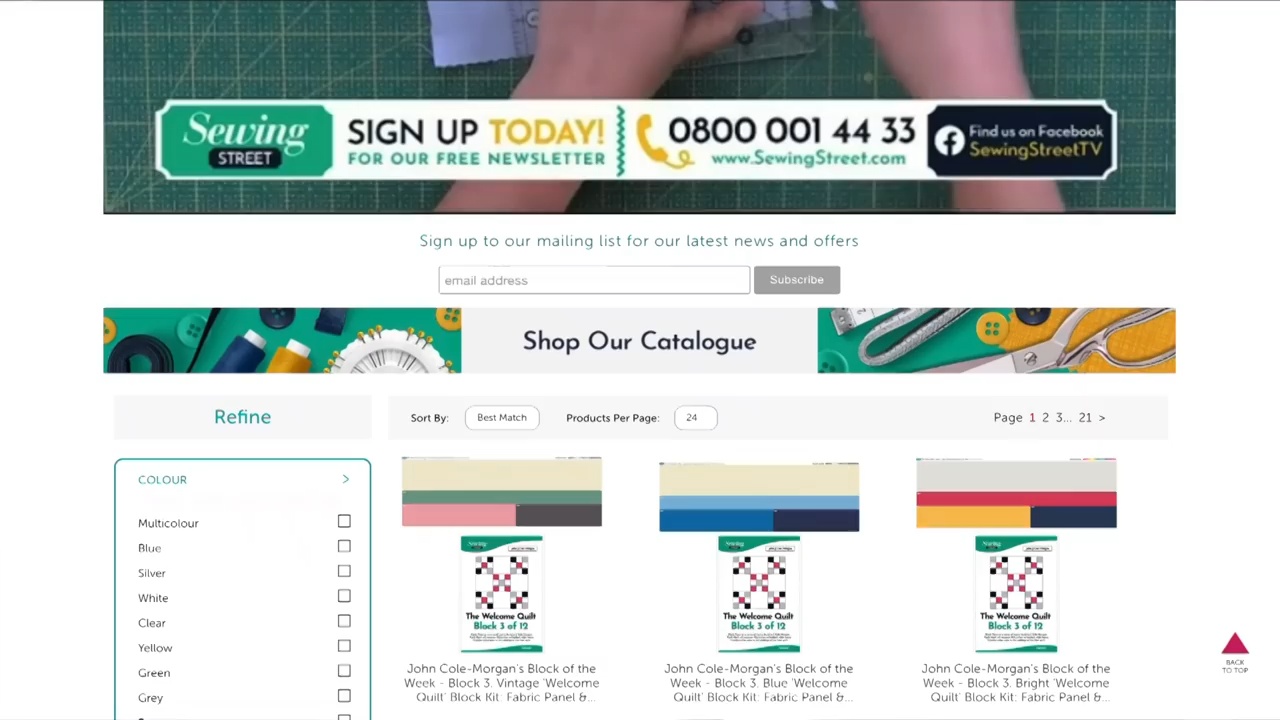 Sewing
STREET
SIGN UP TODAY!
FOR OUR FREE NEWSLETTER
0800 001 44 33
www.SewingStreet.com
Find us on Facebook
SewingStreetTV
Sign up to our mailing list for our latest news and offers
email address
Subscribe
Shop Our Catalogue
Refine
Sort By: Best Match Products Per Page: 24 Page 1 2 3... 21 >
COLOUR >
Multicolour
Blue
Silver
White
Clear
Yellow
Green
Grey
The Welcome Quilt
Block 3 of 12
John Cole-Morgan's Block of the
Week - Block 3. Vintage 'Welcome
Quilt' Block Kit: Fabric Panel &...
The Welcome Quilt
Block 3 of 12
John Cole-Morgan's Block of the
Week - Block 3. Blue 'Welcome
Quilt' Block Kit: Fabric Panel &...
The Welcome Quilt
Block 3 of 12
John Cole-Morgan's Block of the
Week - Block 3. Bright 'Welcome
Quilt' Block Kit: Fabric Panel &...
BACK
TO TOP